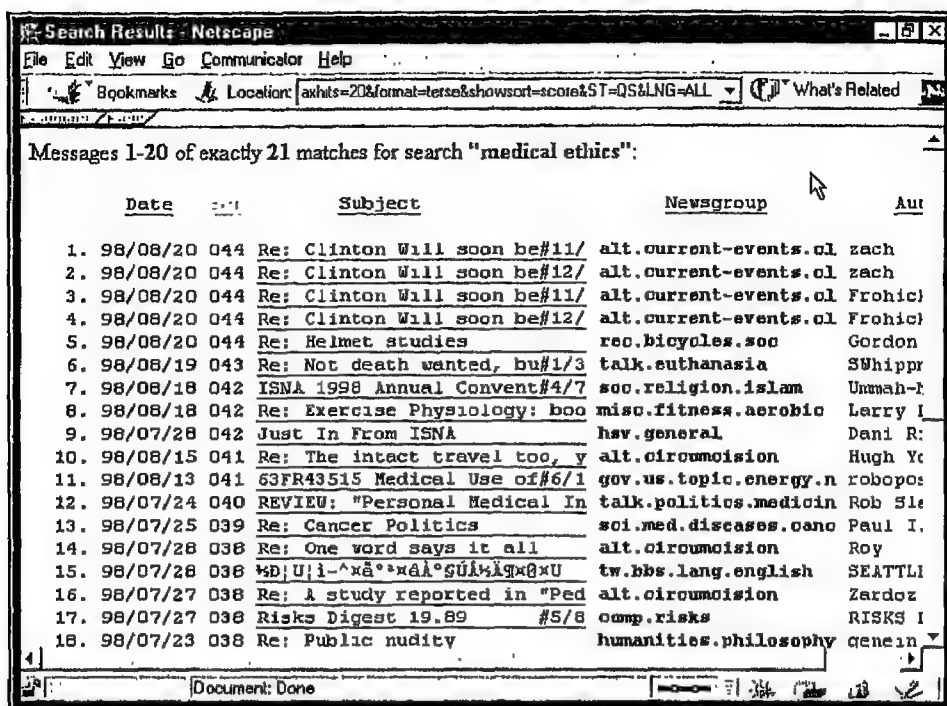 Search Results - Netscape
File Edit View Go Communicator Help
Bookmarks Location: axhits=20&format=terse&showsort=score&ST=QS&LNG=ALL What's Related
Messages 1-20 of exactly 21 matches for search "medical ethics":
Date Subject Newsgroup Aut
1. 98/08/20 044 Re: Clinton Will soon be#11/ alt.current-events.cl zach
2. 98/08/20 044 Re: Clinton Will soon be#12/ alt.current-events.cl zach
3. 98/08/20 044 Re: Clinton Will soon be#11/ alt.current-events.cl Frohich
4. 98/08/20 044 Re: Clinton Will soon be#12/ alt.current-events.cl Frohich
5. 98/08/20 044 Re: Helmet studies rec.bicycles.soc Gordon
6. 98/08/19 043 Re: Not death wanted, bu#1/3 talk.euthanasia SWhippr
7. 98/08/18 042 ISNA 1998 Annual Convent#4/7 soc.religion.islam Ummah-
8. 98/08/18 042 Re: Exercise Physiology: boo misc.fitness.aerobic Larry
9. 98/07/28 042 Just In From ISNA hsv.general Dani R
10. 98/08/15 041 Re: The intact travel too, y alt.circumcision Hugh Yo
11. 98/08/13 041 63FR43515 Medical Use of#6/1 gov.us.topic.energy.n robopos
12. 98/07/24 040 REVIEW: "Personal Medical In talk.politics.medicin Rob Sle
13. 98/07/25 039 Re: Cancer Politics sci.med.diseases.canc Paul I.
14. 98/07/28 038 Re: One word says it all alt.circumcision Roy
15. 98/07/28 038 tw.bbs.lang.english SEATTLI
16. 98/07/27 038 Re: A study reported in "Ped alt.circumcision Zardoz
17. 98/07/27 038 Risks Digest 19.89 #5/8 comp.risks RISKS
18. 98/07/23 038 Re: Public nudity humanities.philosophy gene
Document: Done